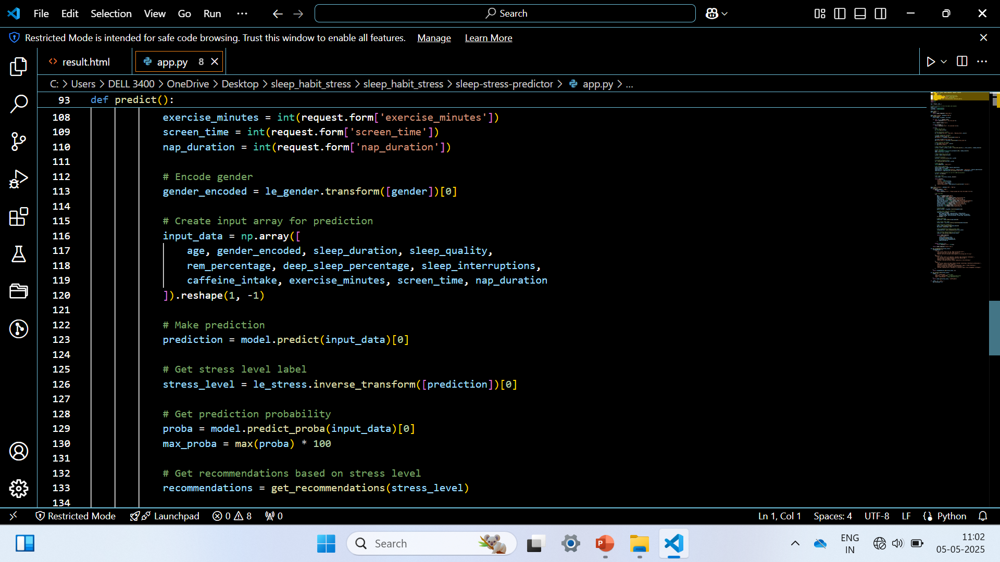 File Edit Selection View Go Run ··· Search
Restricted Mode is intended for safe code browsing. Trust this window to enable all features. Manage Learn More
result.html app.py 8
C: > Users > DELL 3400 > OneDrive > Desktop > sleep_habit_stress > sleep_habit_stress > sleep-stress-predictor > app.py > ...
93 def predict():
108 exercise_minutes = int(request.form['exercise_minutes'])
109 screen_time = int(request.form['screen_time'])
110 nap_duration = int(request.form['nap_duration'])
111
112 # Encode gender
113 gender_encoded = le_gender.transform([gender])[0]
114
115 # Create input array for prediction
116 input_data = np.array([
117 age, gender_encoded, sleep_duration, sleep_quality,
118 rem_percentage, deep_sleep_percentage, sleep_interruptions,
119 caffeine_intake, exercise_minutes, screen_time, nap_duration
120 ]).reshape(1, -1)
121
122 # Make prediction
123 prediction = model.predict(input_data)[0]
124
125 # Get stress level label
126 stress_level = le_stress.inverse_transform([prediction])[0]
127
128 # Get prediction probability
129 proba = model.predict_proba(input_data)[0]
130 max_proba = max(proba) * 100
131
132 # Get recommendations based on stress level
133 recommendations = get_recommendations(stress_level)
134
Restricted Mode Launchpad 0 8 0 Ln 1, Col 1 Spaces: 4 UTF-8 LF Python
Search ENG 11:02
IN 05-05-2025